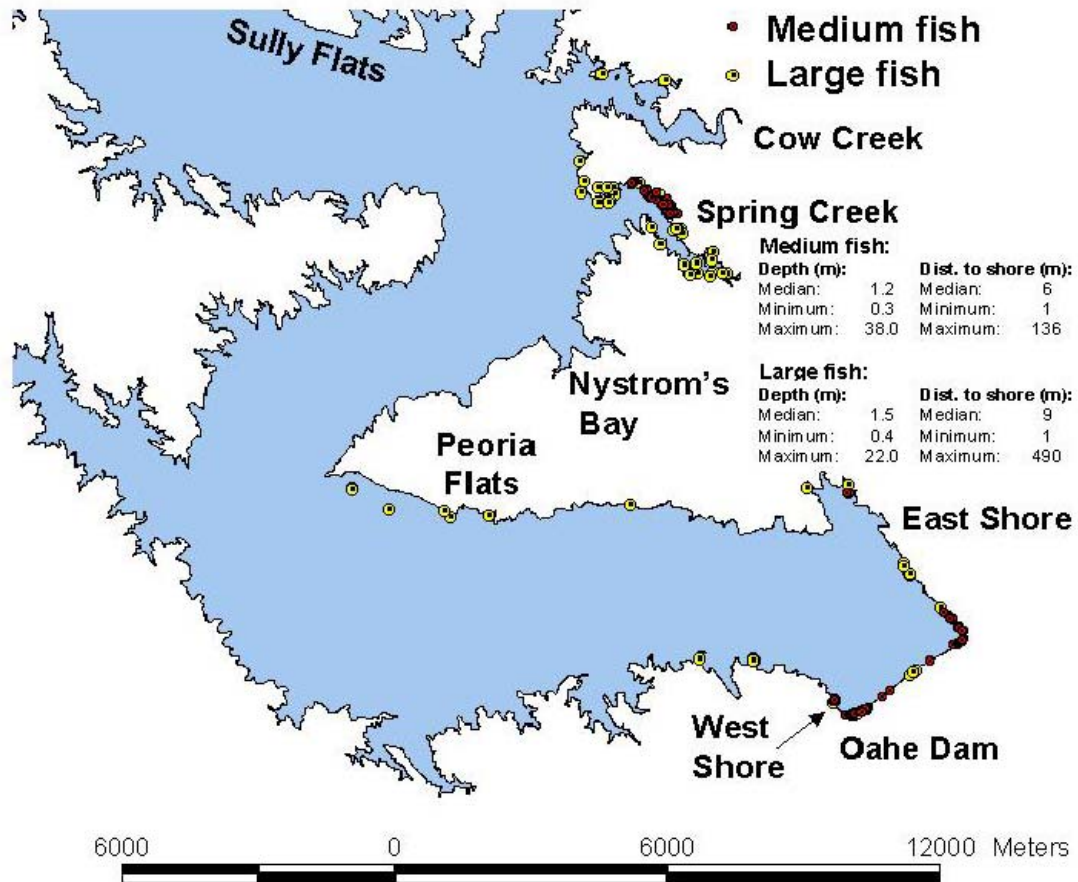 Sully Flats
Medium fish
Large fish
Cow Creek
Spring Creek
Medium fish:
Depth (m): Dist. to shore (m):
Median: 1.2 Median: 6
Minimum: 0.3 Minimum: 1
Maximum: 38.0 Maximum: 136
Large fish:
Depth (m): Dist. to shore (m):
Median: 1.5 Median: 9
Minimum: 0.4 Minimum: 1
Maximum: 22.0 Maximum: 490
Nystrom's
Bay
Peoria
Flats
East Shore
West
Shore
Oahe Dam
6000 0 6000 12000 Meters